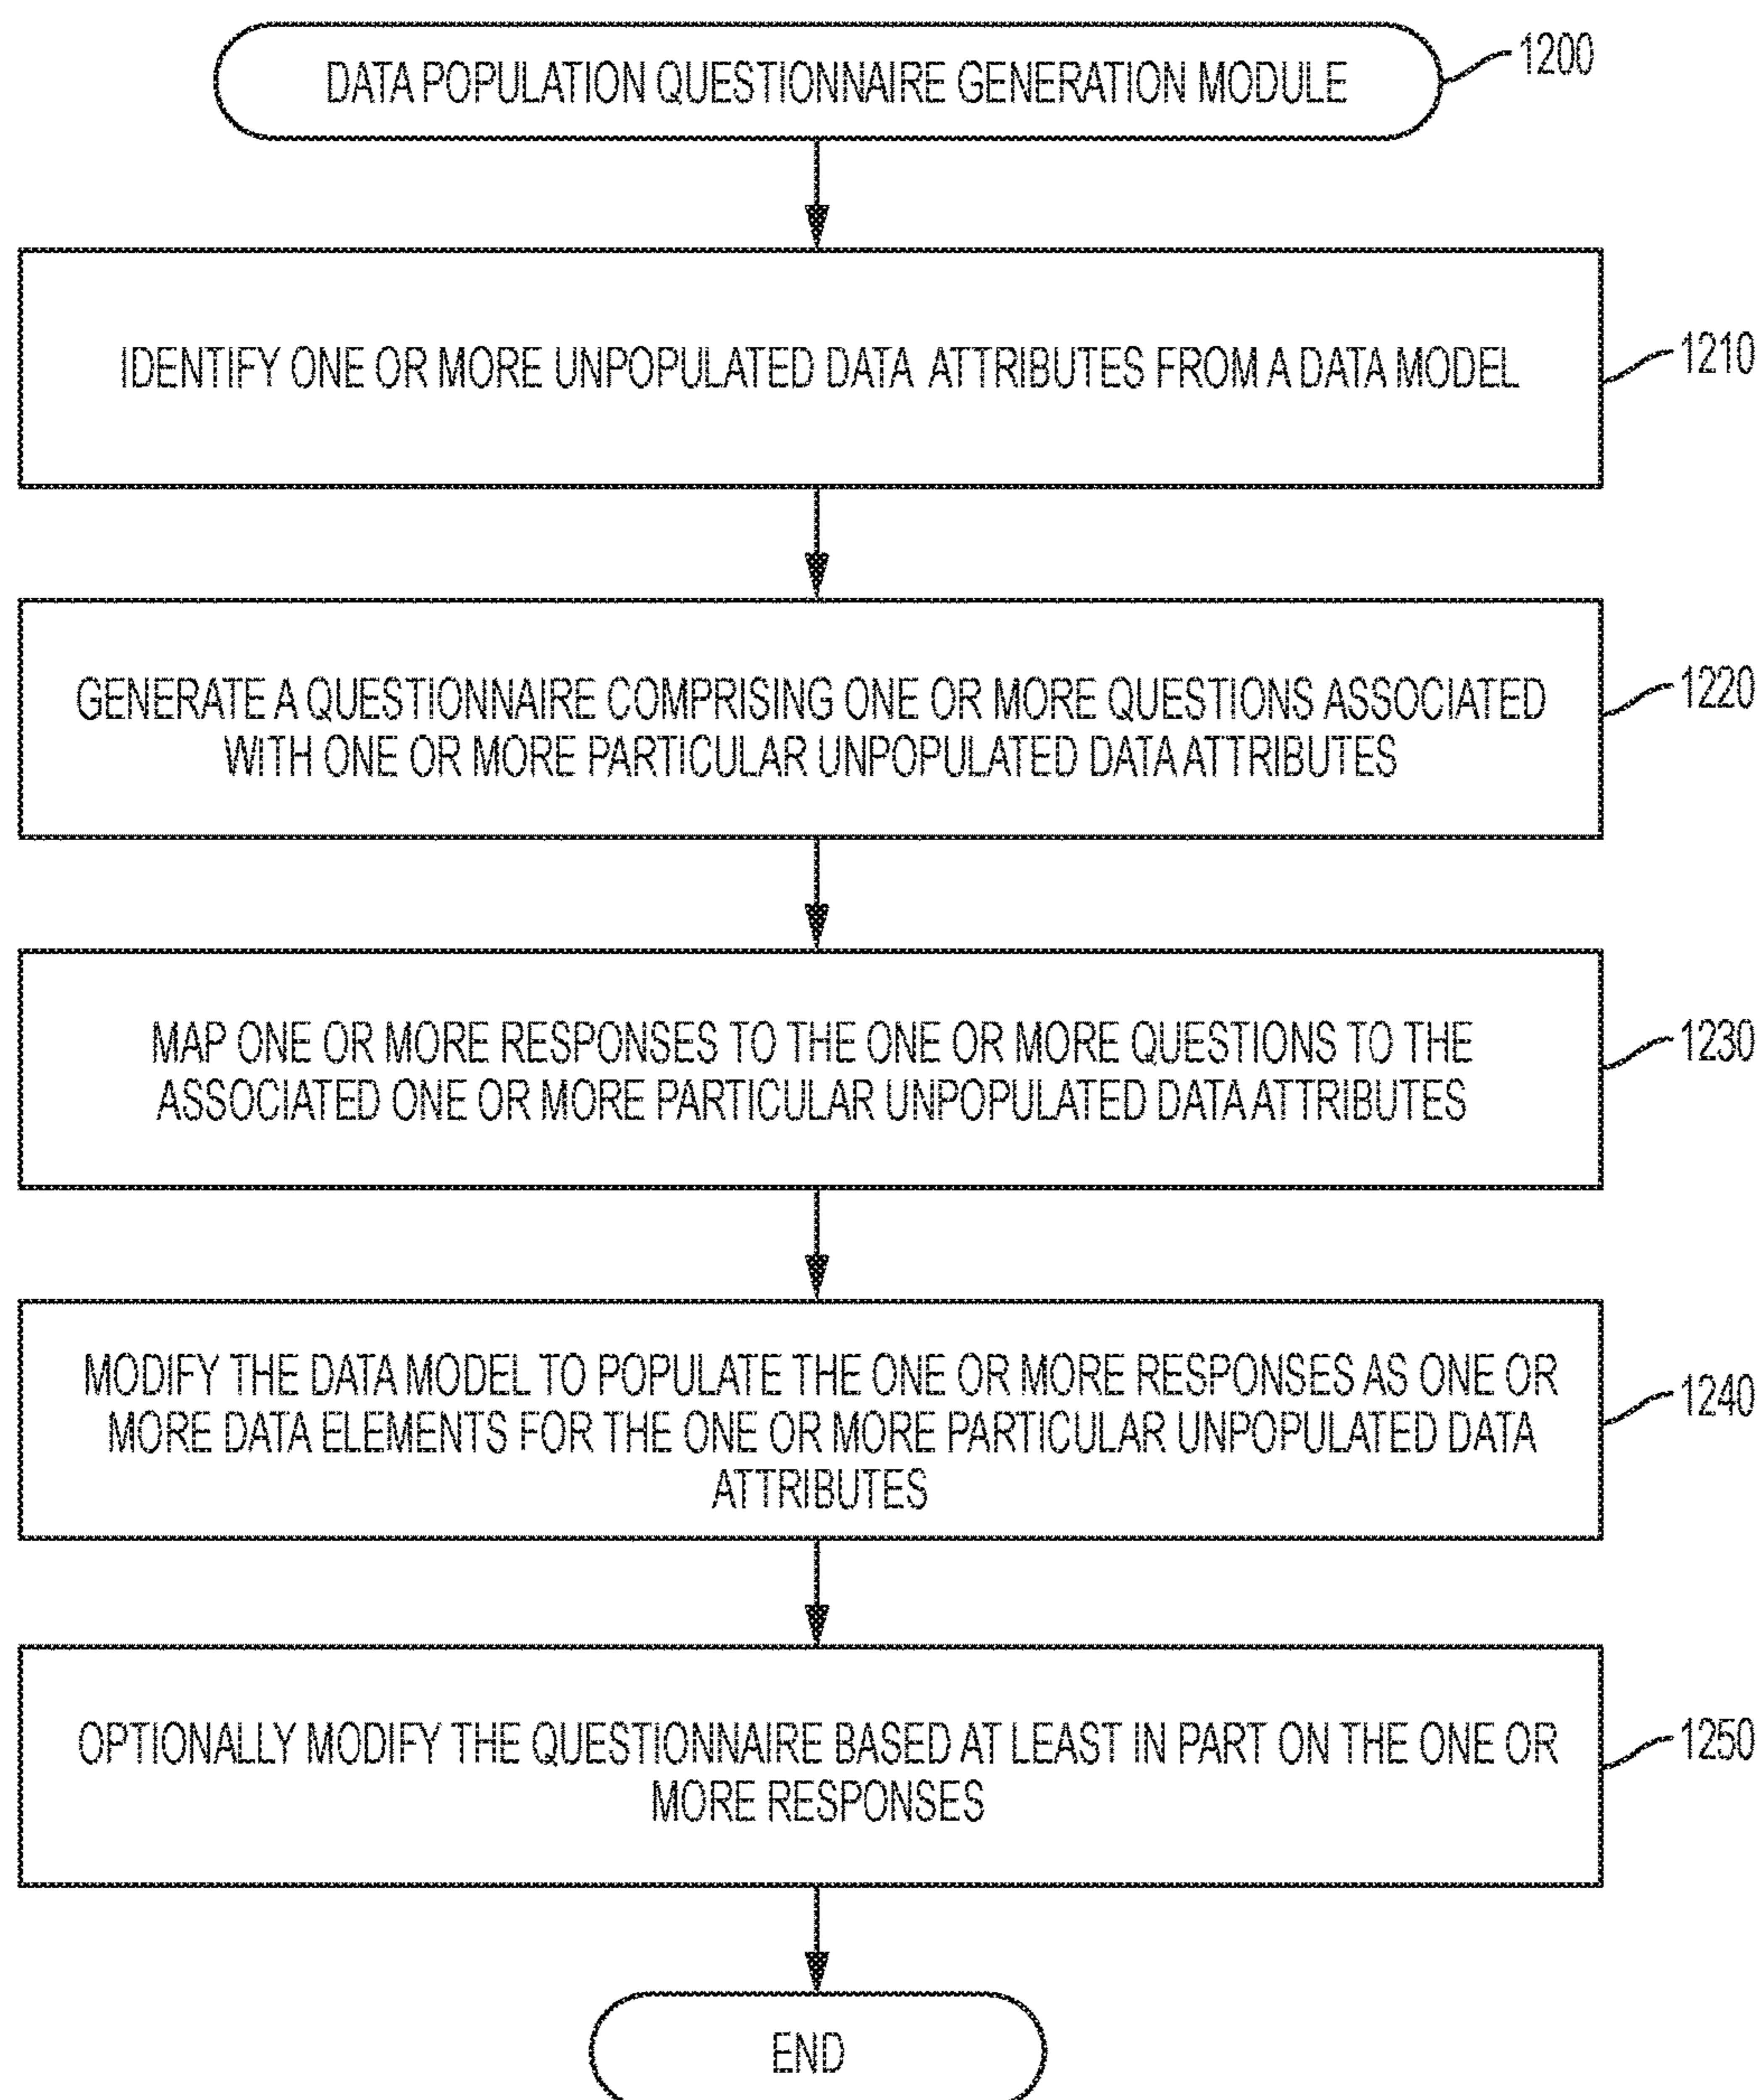 DATA POPULATION QUESTIONNAIRE GENERATION MODULE
1200
IDENTIFY ONE OR MORE UNPOPULATED DATA ATTRIBUTES FROM A DATA MODEL
1210
GENERATE A QUESTIONNAIRE COMPRISING ONE OR MORE QUESTIONS ASSOCIATED
WITH ONE OR MORE PARTICULAR UNPOPULATED DATA ATTRIBUTES
1220
MAP ONE OR MORE RESPONSES TO THE ONE OR MORE QUESTIONS TO THE
ASSOCIATED ONE OR MORE PARTICULAR UNPOPULATED DATA ATTRIBUTES
1230
MODIFY THE DATA MODEL TO POPULATE THE ONE OR MORE RESPONSES AS ONE OR
MORE DATA ELEMENTS FOR THE ONE OR MORE PARTICULAR UNPOPULATED DATA
ATTRIBUTES
1240
OPTIONALLY MODIFY THE QUESTIONNAIRE BASED AT LEAST IN PART ON THE ONE OR
MORE RESPONSES
1250
END